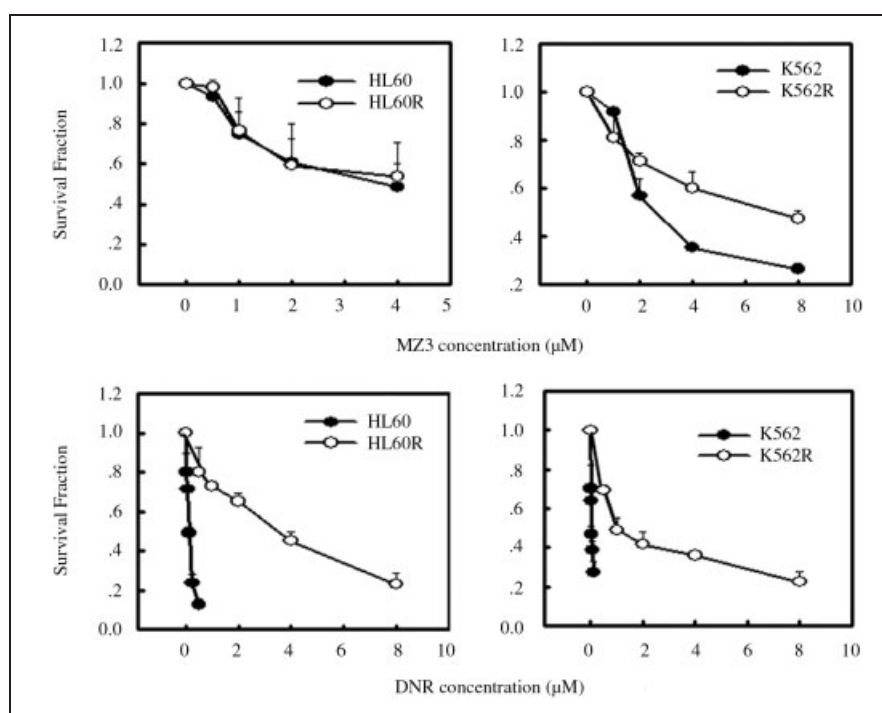 1.2
1.0
.8
.6
.4
.2
0.0
Survival Fraction
HL60
HL60R
0 1 2 3 4 5
1.2
1.0
.8
.6
.4
.2
K562
K562R
0 2 4 6 8 10
MZ3 concentration (μM)
1.2
1.0
.8
.6
.4
.2
0.0
Survival Fraction
HL60
HL60R
0 2 4 6 8 10
1.2
1.0
.8
.6
.4
.2
0.0
K562
K562R
0 2 4 6 8 10
DNR concentration (μM)